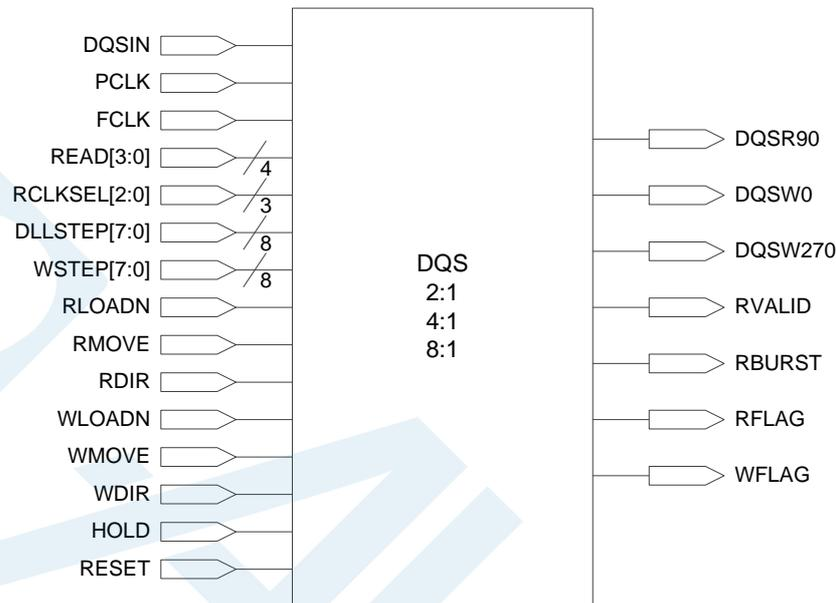 DQSIN
PCLK
FCLK
READ[3:0]
4
RCLKSEL[2:0]
3
DLLSTEP[7:0]
8
WSTEP[7:0]
8
RLOADN
RMOVE
RDIR
WLOADN
WMOVE
WDIR
HOLD
RESET
DQS
2:1
4:1
8:1
DQSR90
DQSW0
DQSW270
RVALID
RBURST
RFLAG
WFLAG